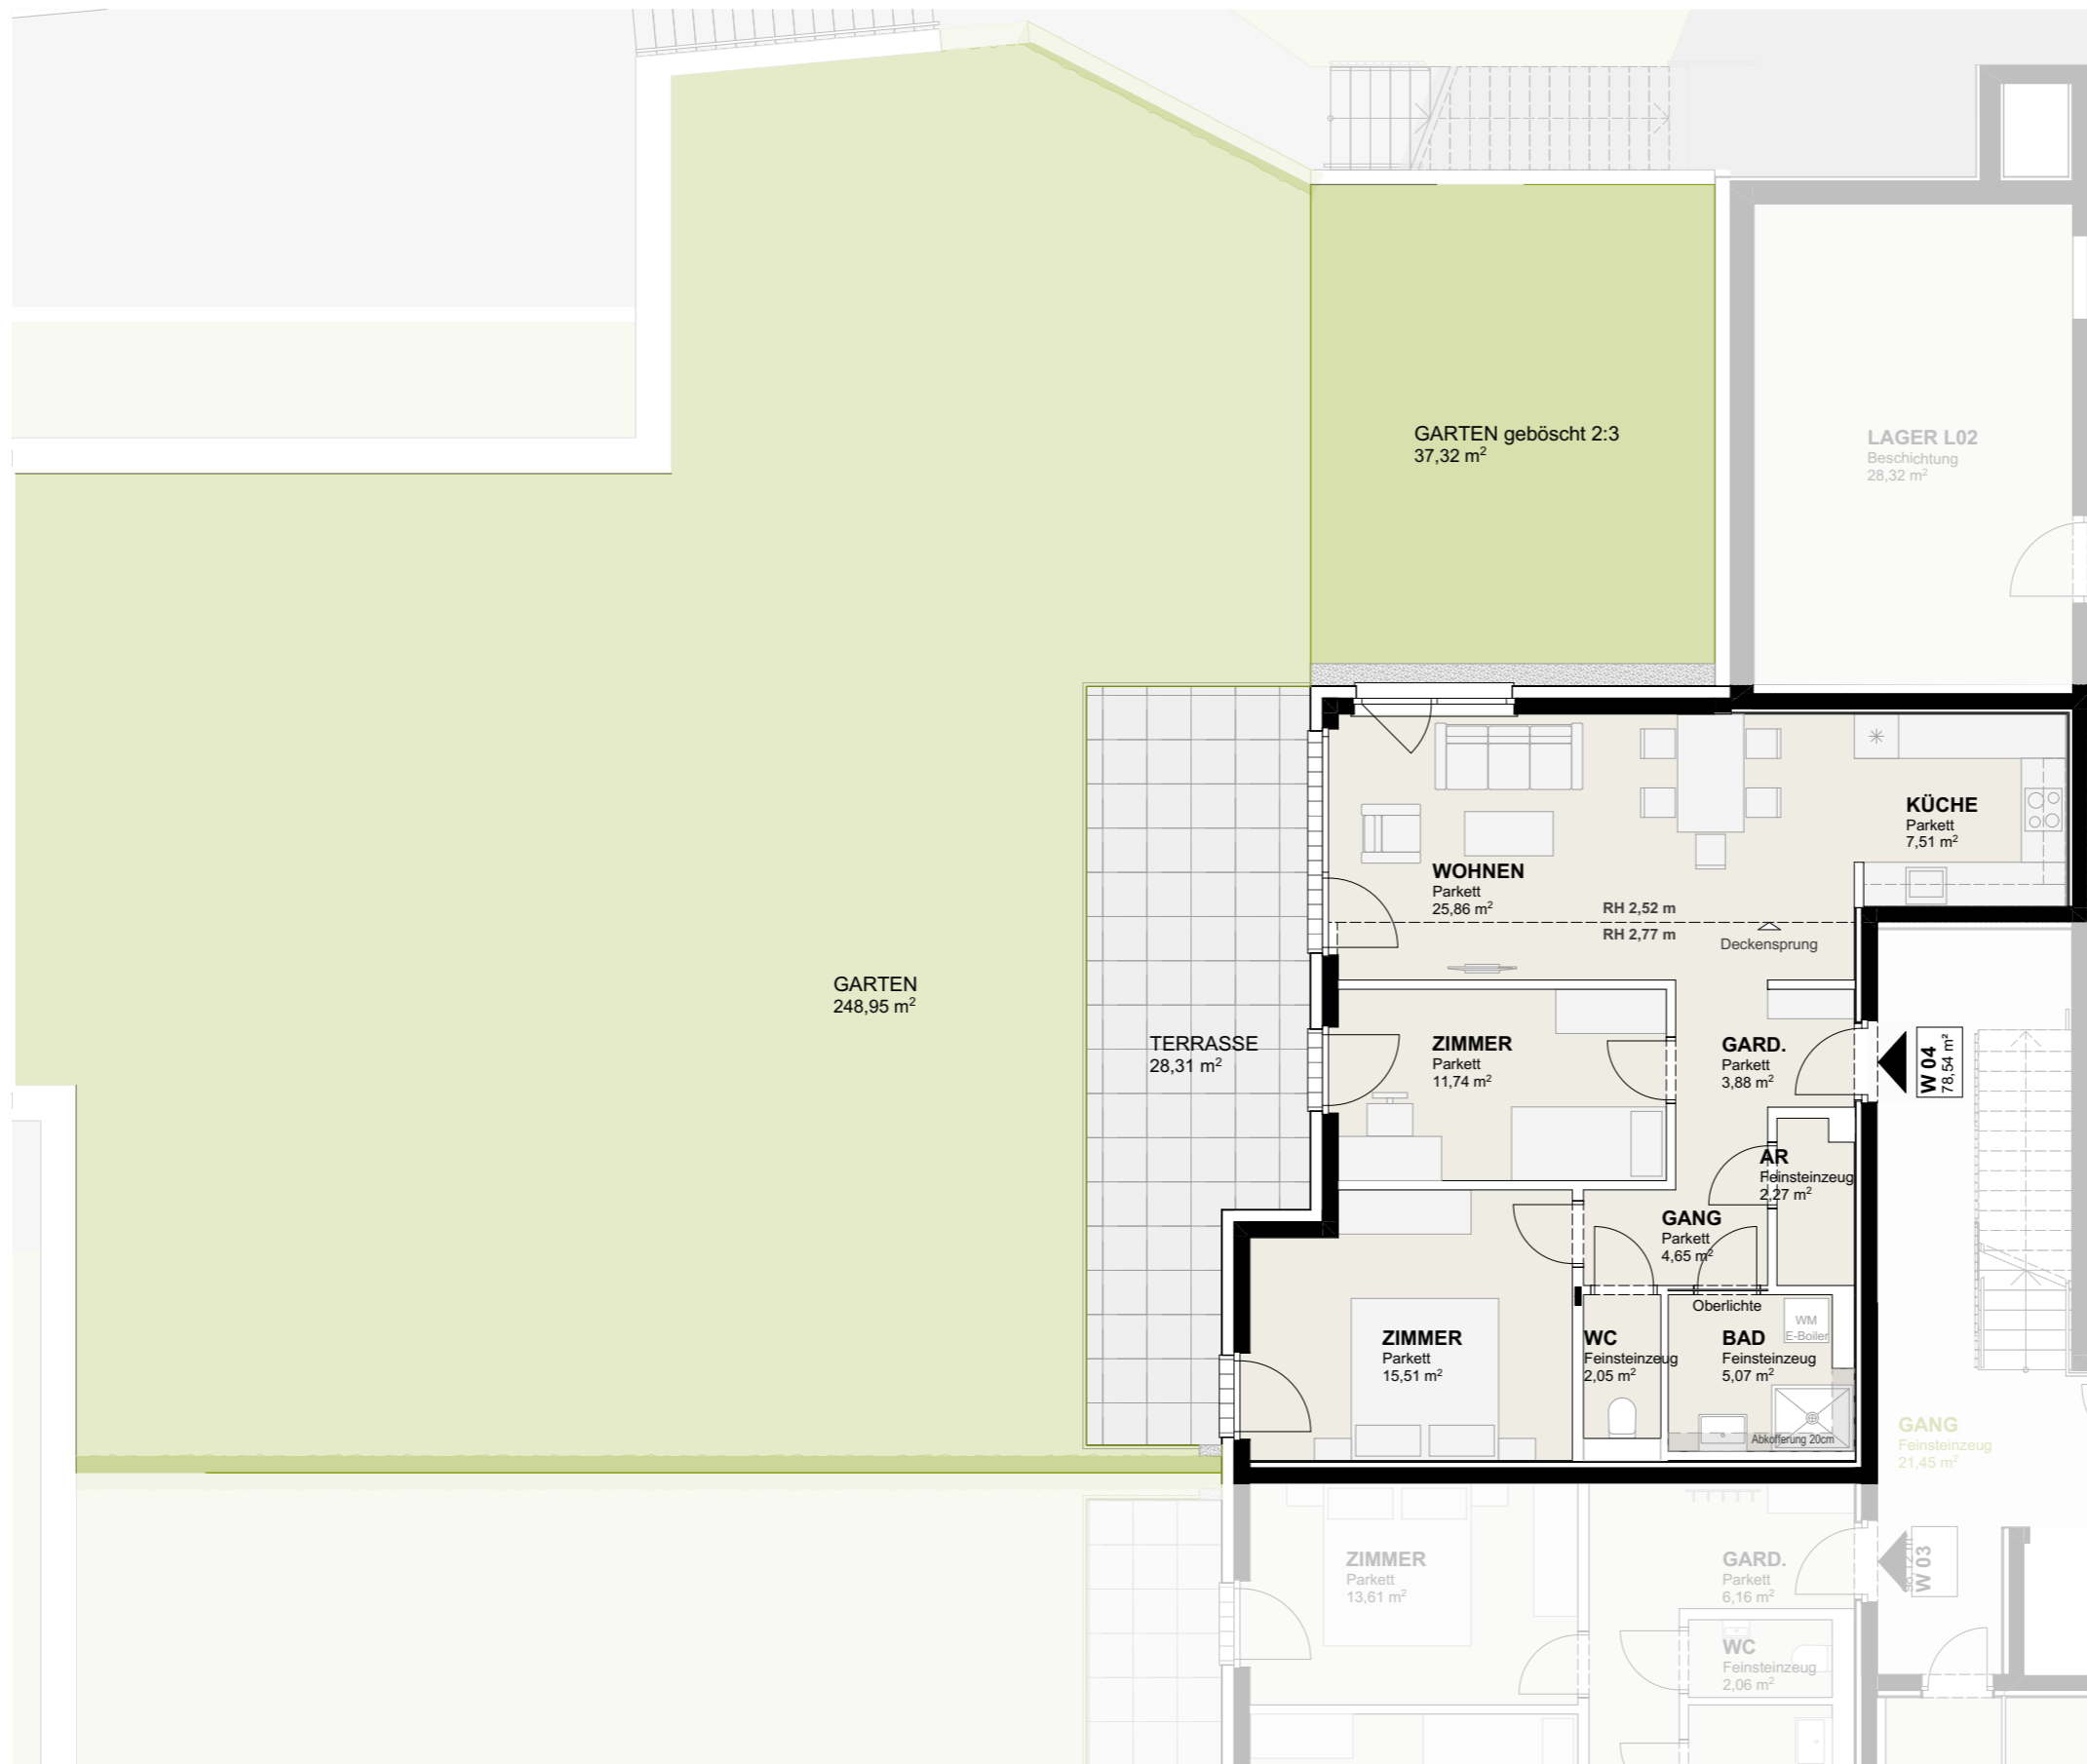 GARTEN geböscht 2:3
37,32 m²
LAGER L02
Beschichtung
28,32 m²
KÜCHE
Parkett
7,51 m²
WOHNEN
Parkett
25,86 m²
RH 2,52 m
RH 2,77 m
Deckensprung
GARTEN
248,95 m²
TERRASSE
28,31 m²
ZIMMER
Parkett
11,74 m²
GARD.
Parkett
3,88 m²
W 04
78,54 m²
AR
Feinsteinzeug
2,27 m²
GANG
Parkett
4,65 m²
Oberlichte
WM
E-Boiler
ZIMMER
Parkett
15,51 m²
WC
Feinsteinzeug
2,05 m²
BAD
Feinsteinzeug
5,07 m²
Abkofferung 20cm
GANG
Feinsteinzeug
21,45 m²
ZIMMER
Parkett
13,61 m²
GARD.
Parkett
6,16 m²
W 03
WC
Feinsteinzeug
2,06 m²